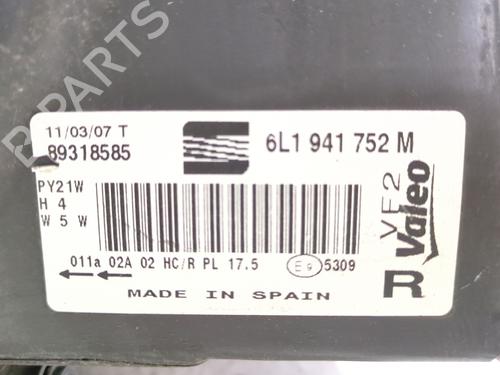 B-PARTS
11/03/07 T
89318585
6L1 941 752 M
PY21W
H 4
W 5 W
VE2
Valeo
011a 02A 02 HC/R PL 17.5
E9 5309
R
MADE IN SPAIN